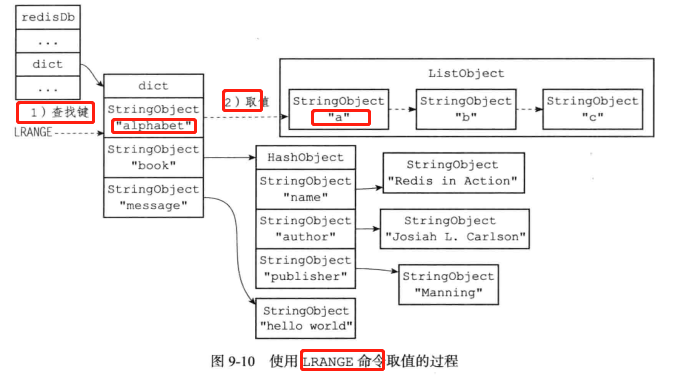 redisDb
...
dict
...
1）查找键
LRANGE
dict
StringObject
"alphabet"
StringObject
"book"
StringObject
"message"
2）取值
ListObject
StringObject
"a"
StringObject
"b"
StringObject
"c"
HashObject
StringObject
"name"
StringObject
"author"
StringObject
"publisher"
StringObject
"Redis in Action"
StringObject
"Josiah L. Carlson"
StringObject
"Manning"
StringObject
"hello world"
图 9-10 使用 LRANGE 命令取值的过程